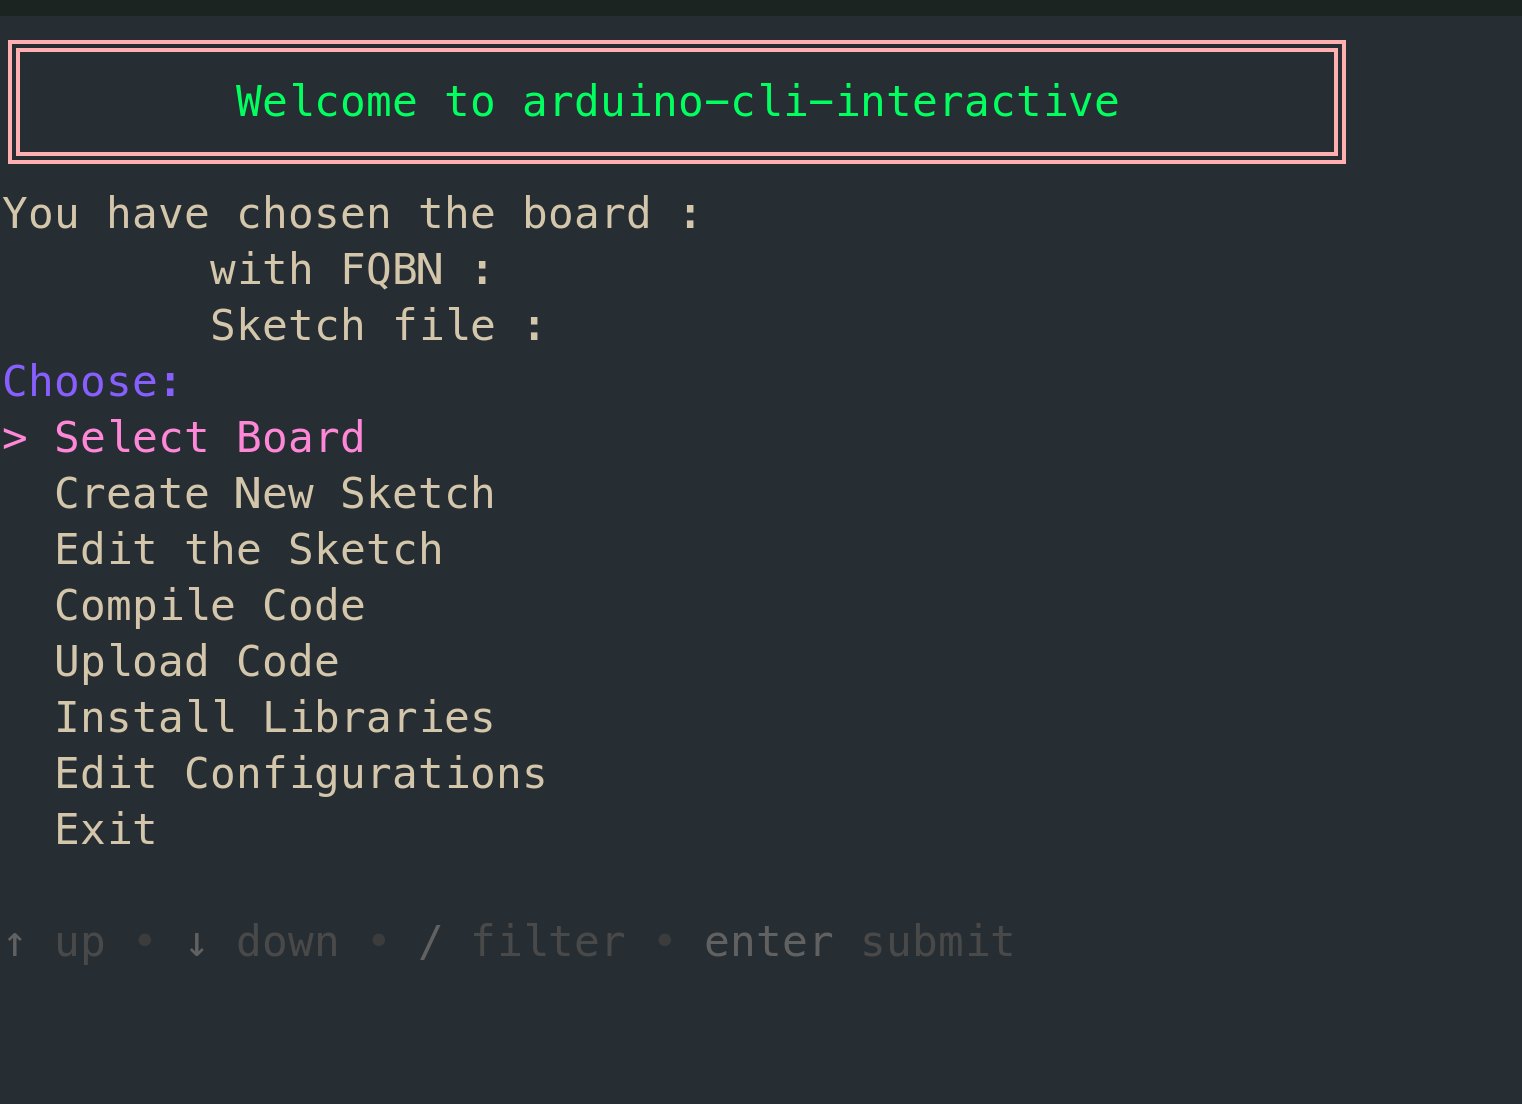 Welcome to arduino-cli-interactive
You have chosen the board :
with FQBN :
Sketch file :
Choose:
> Select Board
Create New Sketch
Edit the Sketch
Compile Code
Upload Code
Install Libraries
Edit Configurations
Exit
↑ up • ↓ down • / filter • enter submit